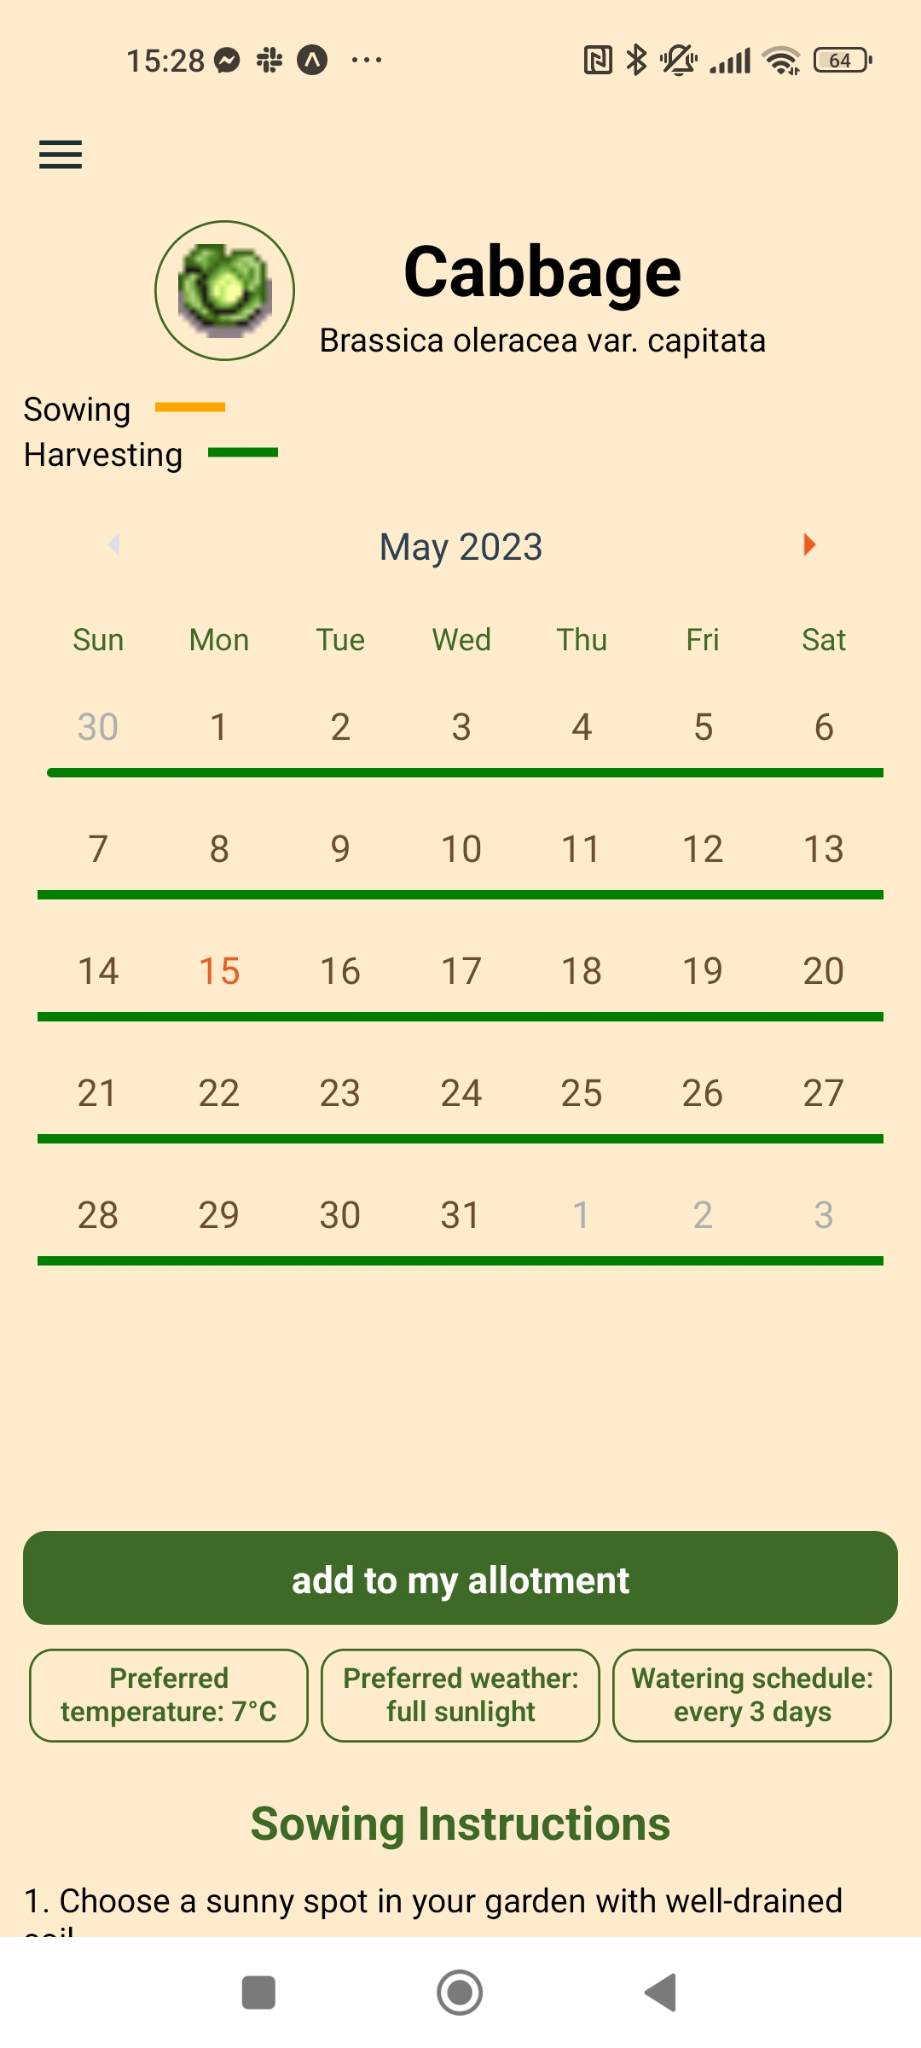 15:28 ... 64
Cabbage
Brassica oleracea var. capitata
Sowing
Harvesting
May 2023
Sun Mon Tue Wed Thu Fri Sat
30 1 2 3 4 5 6
7 8 9 10 11 12 13
14 15 16 17 18 19 20
21 22 23 24 25 26 27
28 29 30 31 1 2 3
add to my allotment
Preferred
temperature: 7°C
Preferred weather:
full sunlight
Watering schedule:
every 3 days
Sowing Instructions
1. Choose a sunny spot in your garden with well-drained